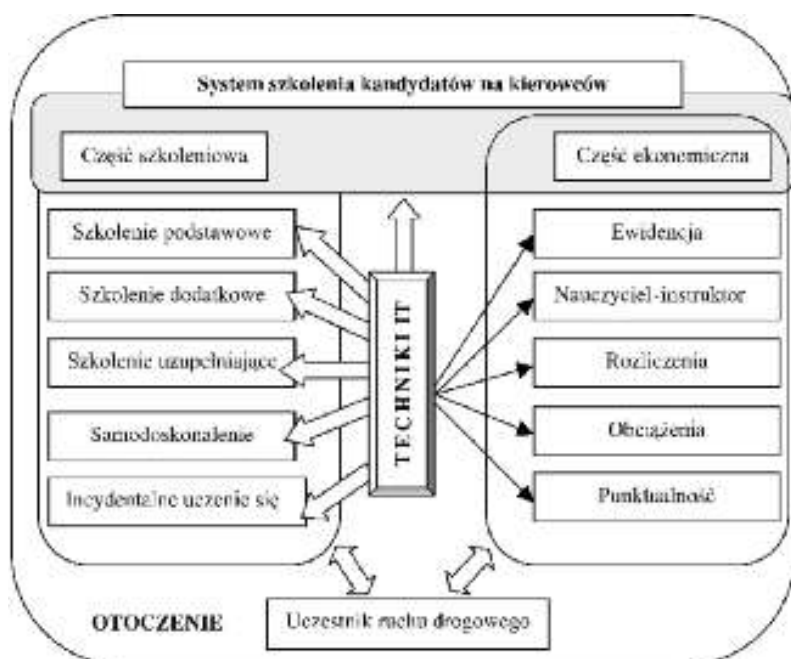 System szkolenia kandydatów na kierowców
Część szkoleniowa
Część ekonomiczna
Szkolenie podstawowe
Szkolenie dodatkowe
Szkolenie uzupełniające
Samodoskonalenie
Incydentalne uczenie się
TECHNIKI IT
Ewidencja
Nauczyciel-instruktor
Rozliczenia
Obciążenia
Punktualność
OTOCZENIE
Uczestnik ruchu drogowego